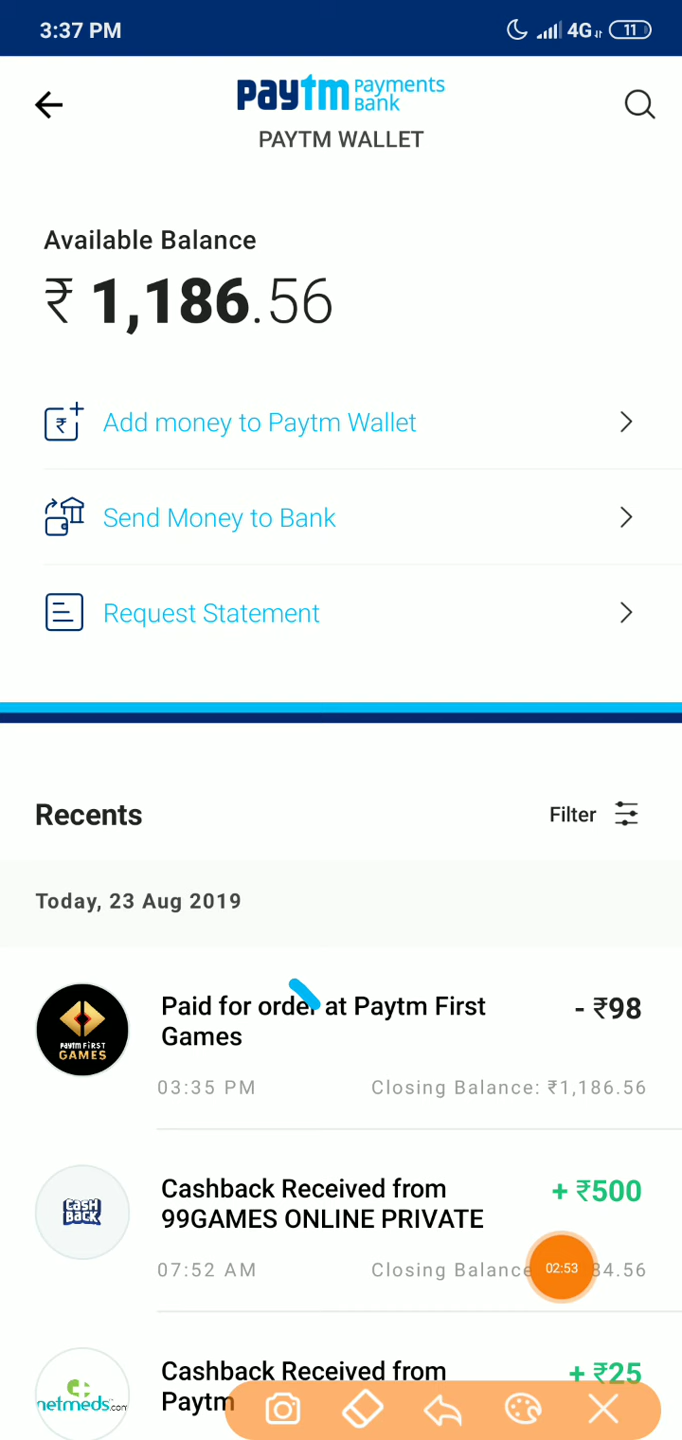 3:37 PM
4G
11
paytm Payments
Bank
PAYTM WALLET
Available Balance
₹ 1,186.56
Add money to Paytm Wallet
Send Money to Bank
Request Statement
Recents
Filter
Today, 23 Aug 2019
Paid for order at Paytm First
Games
- ₹98
PAYTM FIRST
GAMES
03:35 PM
Closing Balance: ₹1,186.56
Cashback Received from
99GAMES ONLINE PRIVATE
+ ₹500
CASH
BACK
07:52 AM
Closing Balance
02:53
84.56
Cashback Received from
Paytm
+ ₹25
netmeds.com